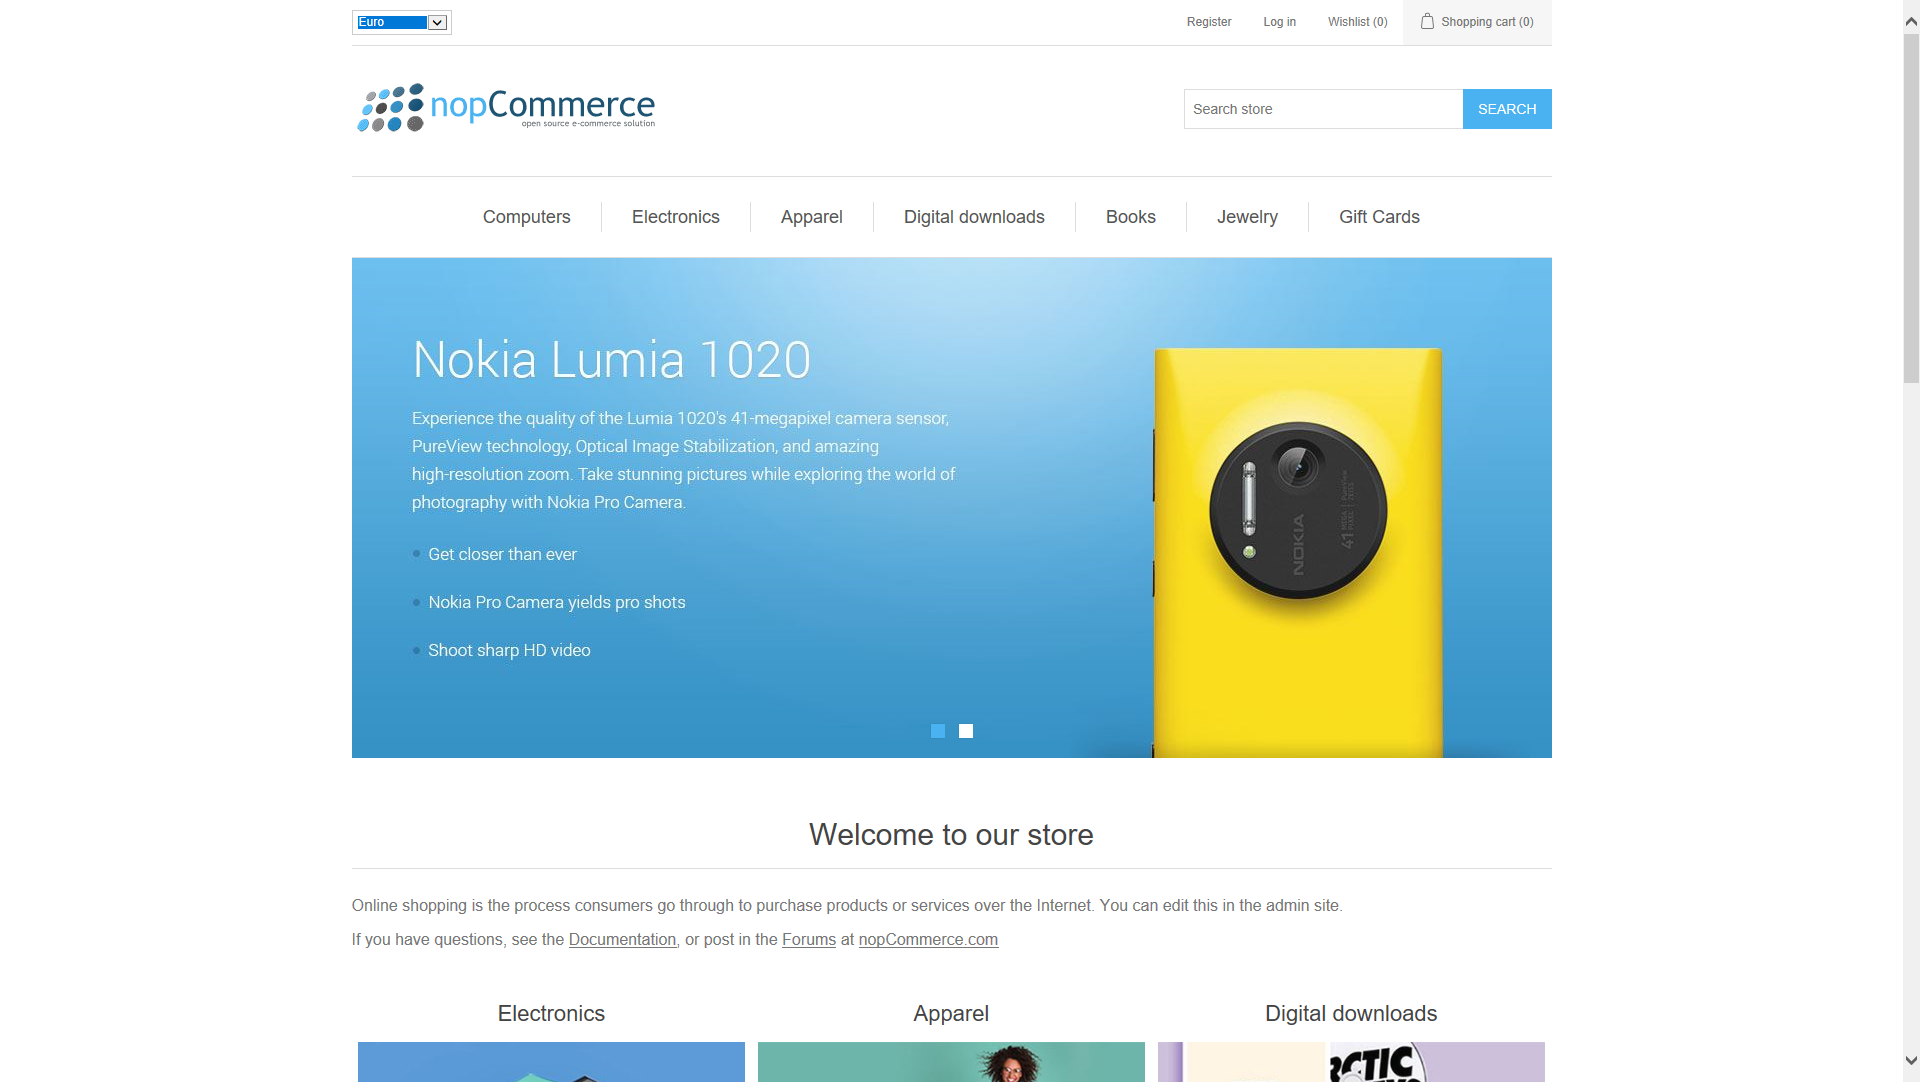 Euro
Register
Log in
Wishlist (0)
Shopping cart (0)
nopCommerce
open source e-commerce solution
Search store
SEARCH
Computers
Electronics
Apparel
Digital downloads
Books
Jewelry
Gift Cards
Nokia Lumia 1020
Experience the quality of the Lumia 1020's 41-megapixel camera sensor,
PureView technology, Optical Image Stabilization, and amazing
high-resolution zoom. Take stunning pictures while exploring the world of
photography with Nokia Pro Camera.
Get closer than ever
Nokia Pro Camera yields pro shots
Shoot sharp HD video
NOKIA
41 MEGA PIXEL
PureView
Welcome to our store
Online shopping is the process consumers go through to purchase products or services over the Internet. You can edit this in the admin site.
If you have questions, see the Documentation, or post in the Forums at nopCommerce.com
Electronics
Apparel
Digital downloads